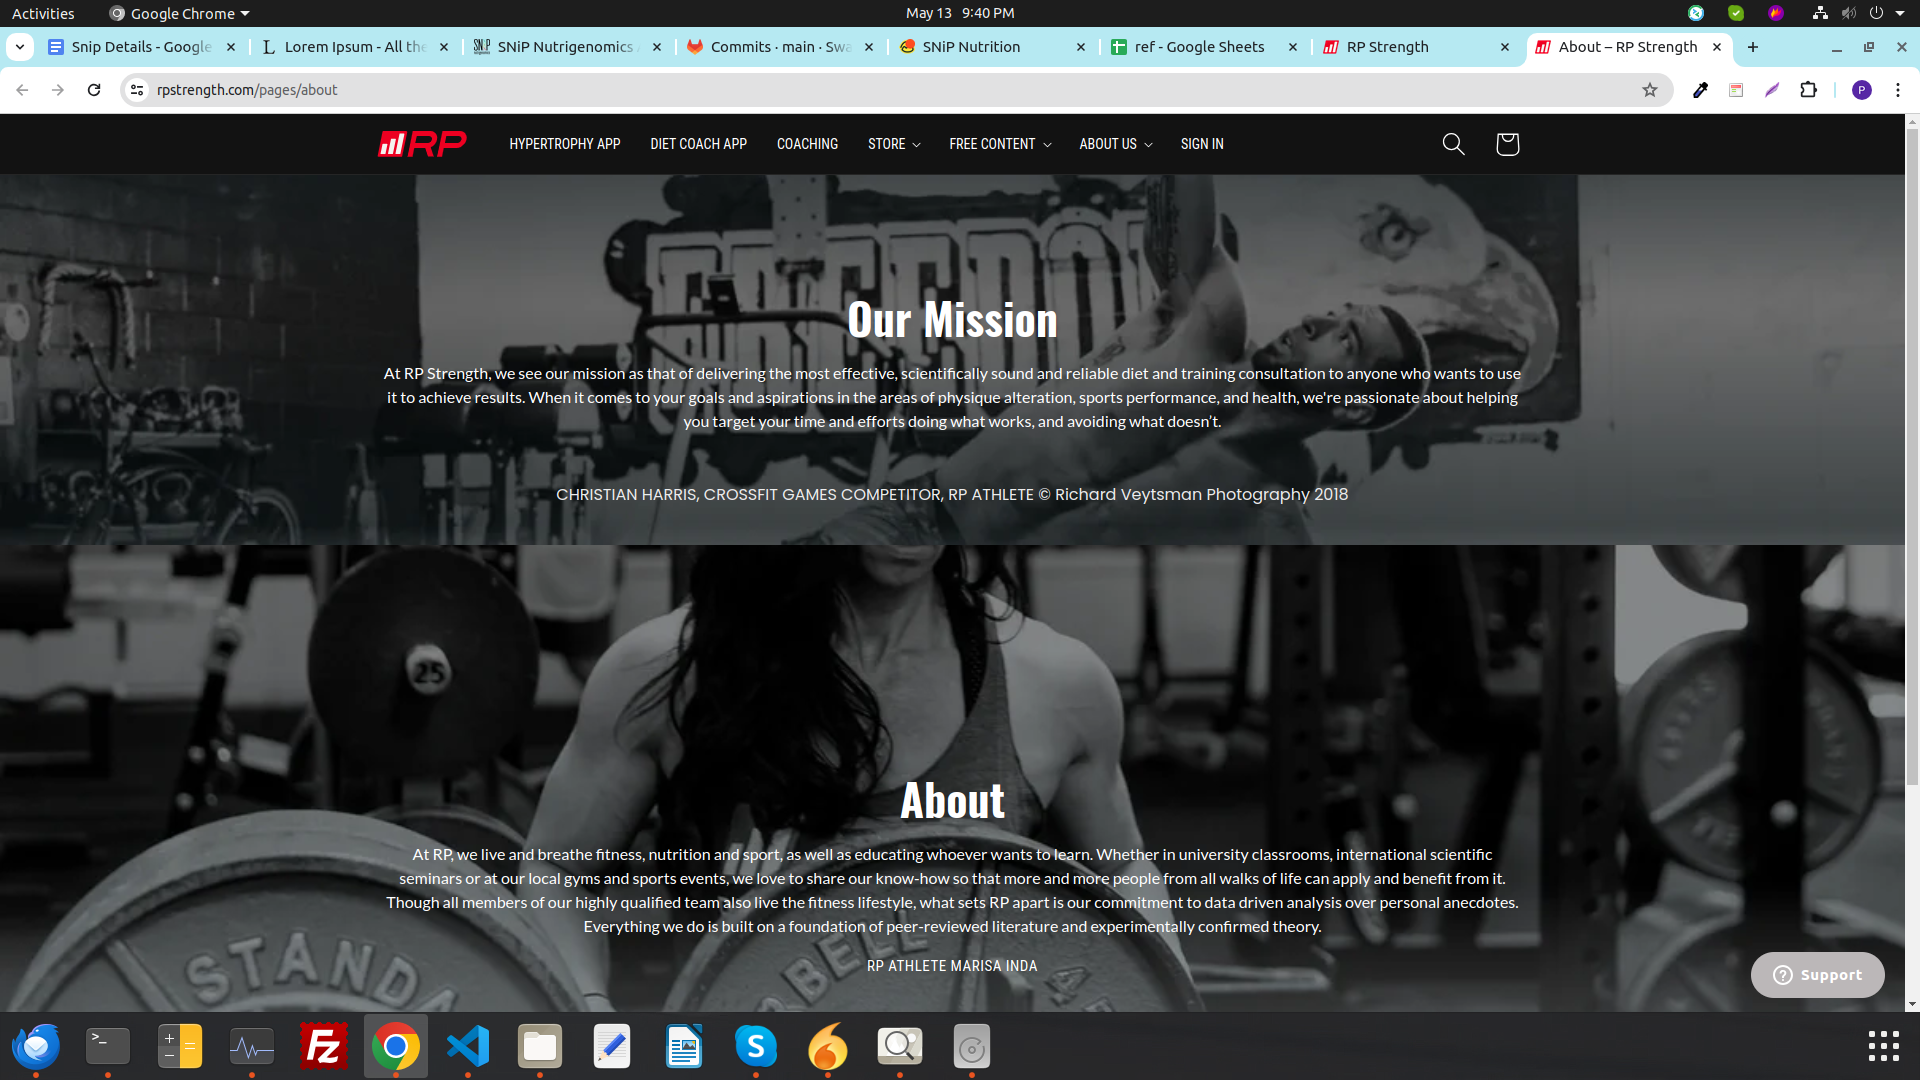 Activities
Google Chrome
May 13 9:40 PM
Snip Details - Google
Lorem Ipsum - All the
SNiP Nutrigenomics
Commits · main · Swa
SNiP Nutrition
ref - Google Sheets
RP Strength
About – RP Strength
rpstrength.com/pages/about
P
RP
HYPERTROPHY APP
DIET COACH APP
COACHING
STORE
FREE CONTENT
ABOUT US
SIGN IN
Our Mission
At RP Strength, we see our mission as that of delivering the most effective, scientifically sound and reliable diet and training consultation to anyone who wants to use
it to achieve results. When it comes to your goals and aspirations in the areas of physique alteration, sports performance, and health, we're passionate about helping
you target your time and efforts doing what works, and avoiding what doesn’t.
CHRISTIAN HARRIS, CROSSFIT GAMES COMPETITOR, RP ATHLETE © Richard Veytsman Photography 2018
25
About
At RP, we live and breathe fitness, nutrition and sport, as well as educating whoever wants to learn. Whether in university classrooms, international scientific
seminars or at our local gyms and sports events, we love to share our know-how so that more and more people from all walks of life can apply and benefit from it.
Though all members of our highly qualified team also live the fitness lifestyle, what sets RP apart is our commitment to data driven analysis over personal anecdotes.
Everything we do is built on a foundation of peer-reviewed literature and experimentally confirmed theory.
RP ATHLETE MARISA INDA
STANDA
BELL
Support